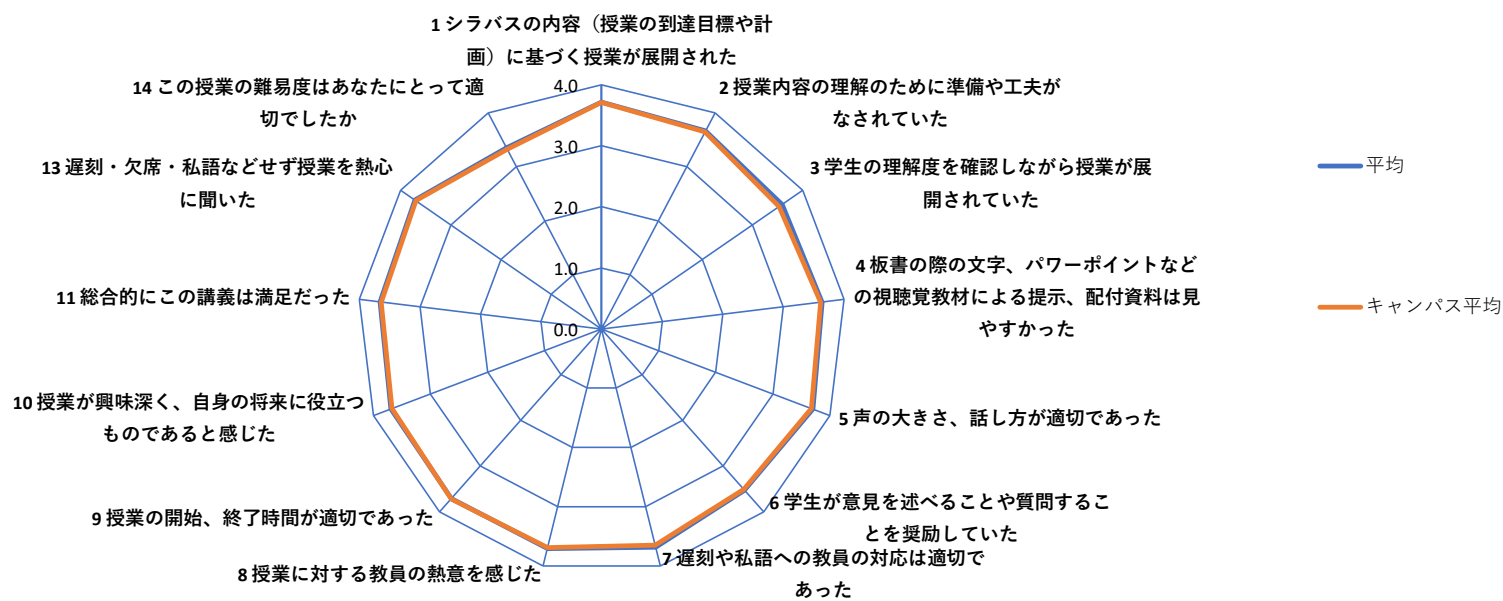 1 シラバスの内容（授業の到達目標や計
画）に基づく授業が展開された
2 授業内容の理解のために準備や工夫が
なされていた
3 学生の理解度を確認しながら授業が展
開されていた
4 板書の際の文字、パワーポイントなど
の視聴覚教材による提示、配付資料は見
やすかった
5 声の大きさ、話し方が適切であった
6 学生が意見を述べることや質問するこ
とを奨励していた
7 遅刻や私語への教員の対応は適切で
あった
8 授業に対する教員の熱意を感じた
9 授業の開始、終了時間が適切であった
10 授業が興味深く、自身の将来に役立つ
ものであると感じた
11 総合的にこの講義は満足だった
13 遅刻・欠席・私語などせず授業を熱心
に聞いた
14 この授業の難易度はあなたにとって適
切でしたか
4.0
3.0
2.0
1.0
0.0
平均
キャンパス平均